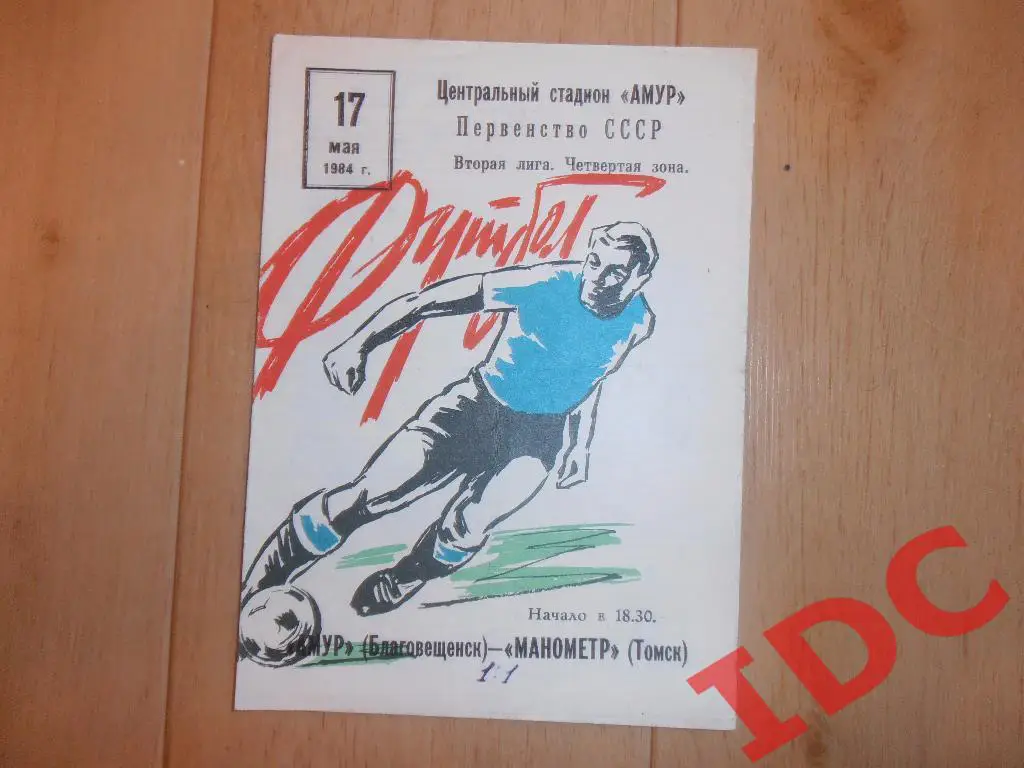 17
мая
1984 г.
Центральный стадион «АМУР»
Первенство СССР
Вторая лига. Четвертая зона.
Футбол
Начало в 18.30.
«АМУР» (Благовещенск)—«МАНОМЕТР» (Томск)
1:1
IDC